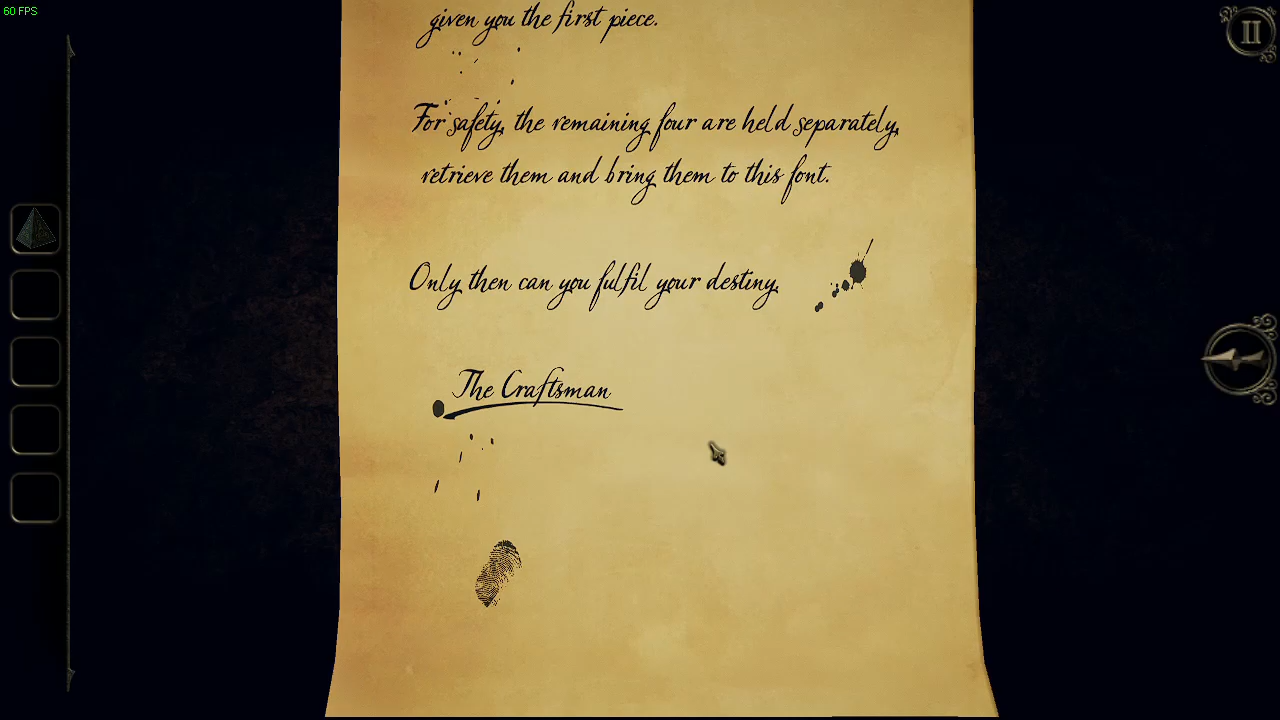 60 FPS
given you the first piece.
For safety, the remaining four are held separately,
retrieve them and bring them to this font.
Only then can you fulfil your destiny.
The Craftsman